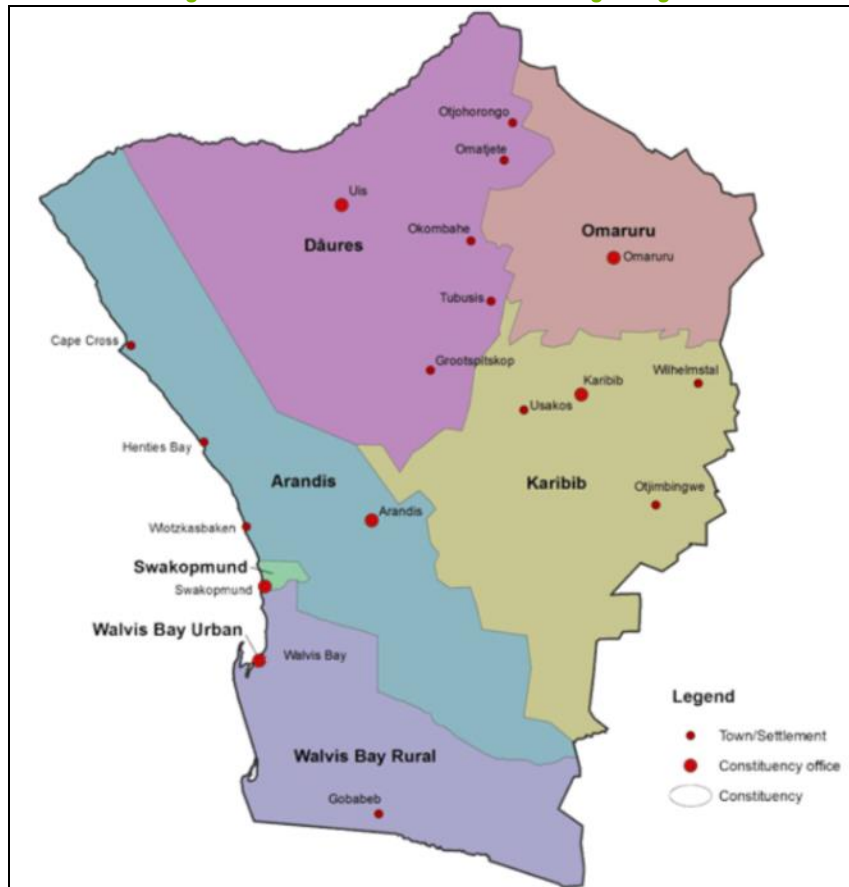 Otjohorongo
Omatjete
Uis
Okombahe
Omaruru
Dâures
Omaruru
Tubusis
Cape Cross
Grootspitskop
Karibib
Wilhelmstal
Usakos
Henties Bay
Arandis
Karibib
Otjimbingwe
Arandis
Wlotzkasbaken
Swakopmund
Swakopmund
Walvis Bay Urban
Walvis Bay
Legend
Town/Settlement
Walvis Bay Rural
Constituency office
Gobabeb
Constituency